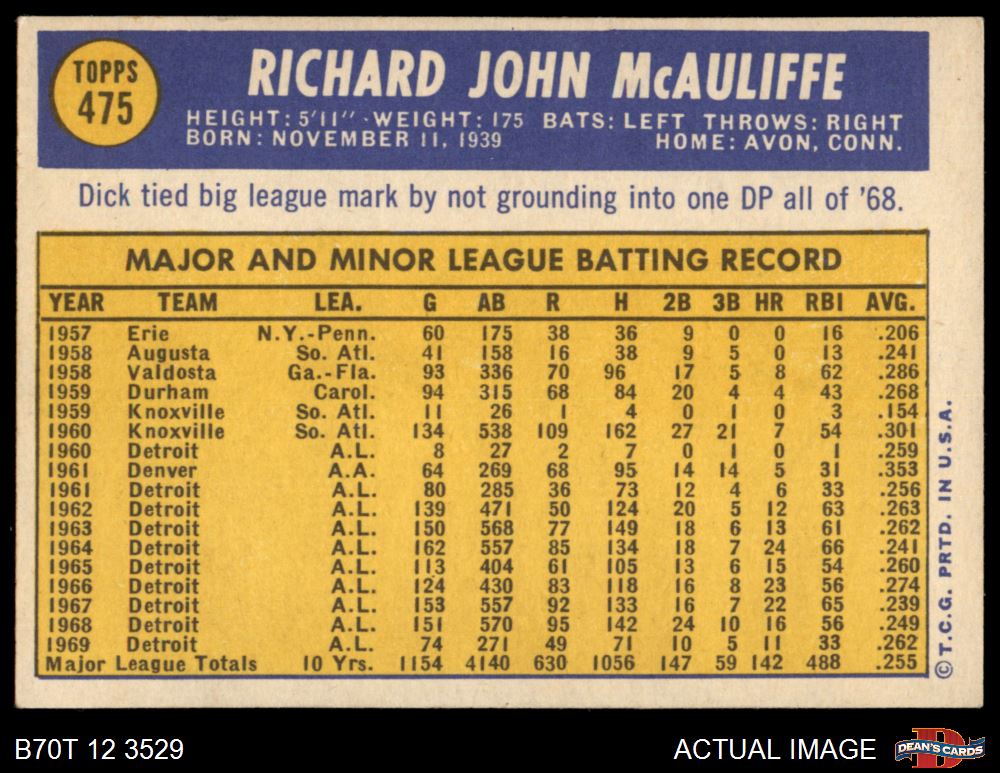 TOPPS
475
RICHARD JOHN McAULIFFE
HEIGHT: 5'11" · WEIGHT: 175 BATS: LEFT THROWS: RIGHT
BORN: NOVEMBER 11, 1939 HOME: AVON, CONN.
Dick tied big league mark by not grounding into one DP all of '68.
MAJOR AND MINOR LEAGUE BATTING RECORD
YEAR TEAM LEA. G AB R H 2B 3B HR RBI AVG.
1957 Erie N.Y.-Penn. 60 175 38 36 9 0 0 16 .206
1958 Augusta So. Atl. 41 158 16 38 9 5 0 13 .241
1958 Valdosta Ga.-Fla. 93 336 70 96 17 5 8 62 .286
1959 Durham Carol. 94 315 68 84 20 4 4 43 .268
1959 Knoxville So. Atl. 11 26 1 4 0 1 0 3 .154
1960 Knoxville So. Atl. 134 538 109 162 27 21 7 54 .301
1960 Detroit A.L. 8 27 2 7 0 1 0 1 .259
1961 Denver A.A. 64 269 68 95 14 14 5 31 .353
1961 Detroit A.L. 80 285 36 73 12 4 6 33 .256
1962 Detroit A.L. 139 471 50 124 20 5 12 63 .263
1963 Detroit A.L. 150 568 77 149 18 6 13 61 .262
1964 Detroit A.L. 162 557 85 134 18 7 24 66 .241
1965 Detroit A.L. 113 404 61 105 13 6 15 54 .260
1966 Detroit A.L. 124 430 83 118 16 8 23 56 .274
1967 Detroit A.L. 153 557 92 133 16 7 22 65 .239
1968 Detroit A.L. 151 570 95 142 24 10 16 56 .249
1969 Detroit A.L. 74 271 49 71 10 5 11 33 .262
Major League Totals 10 Yrs. 1154 4140 630 1056 147 59 142 488 .255
© T.C.G. PRTD. IN U.S.A.
B70T 12 3529 ACTUAL IMAGE
D
DEAN'S CARDS